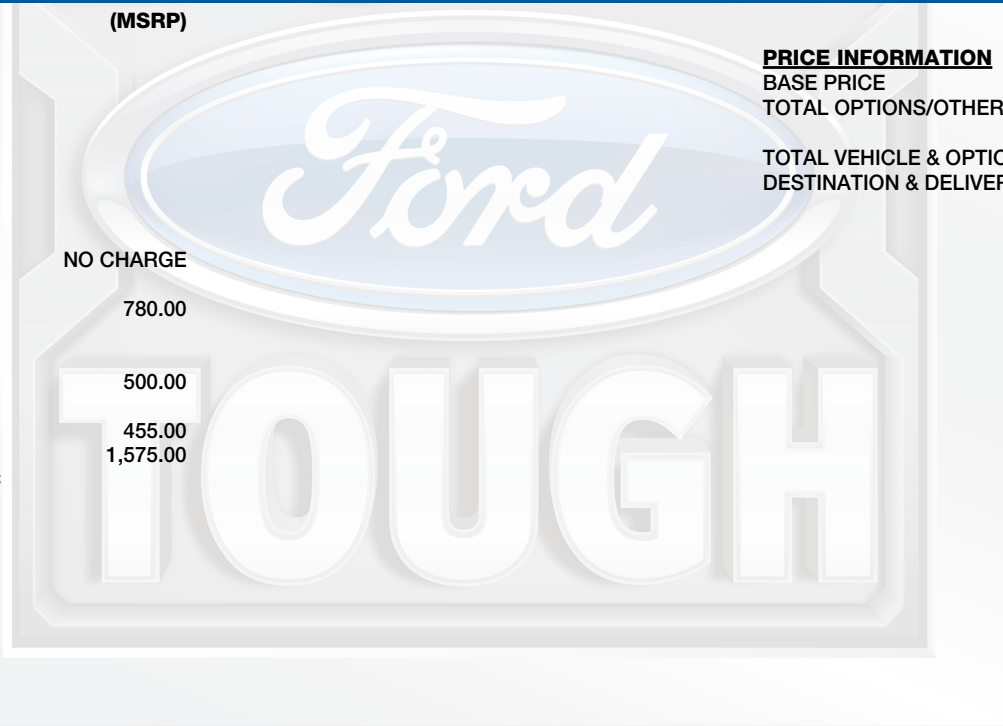 (MSRP)
PRICE INFORMATION
BASE PRICE
TOTAL OPTIONS/OTHER
TOTAL VEHICLE & OPTIO
DESTINATION & DELIVER
Ford
NO CHARGE
780.00
500.00
455.00
1,575.00
TOUGH